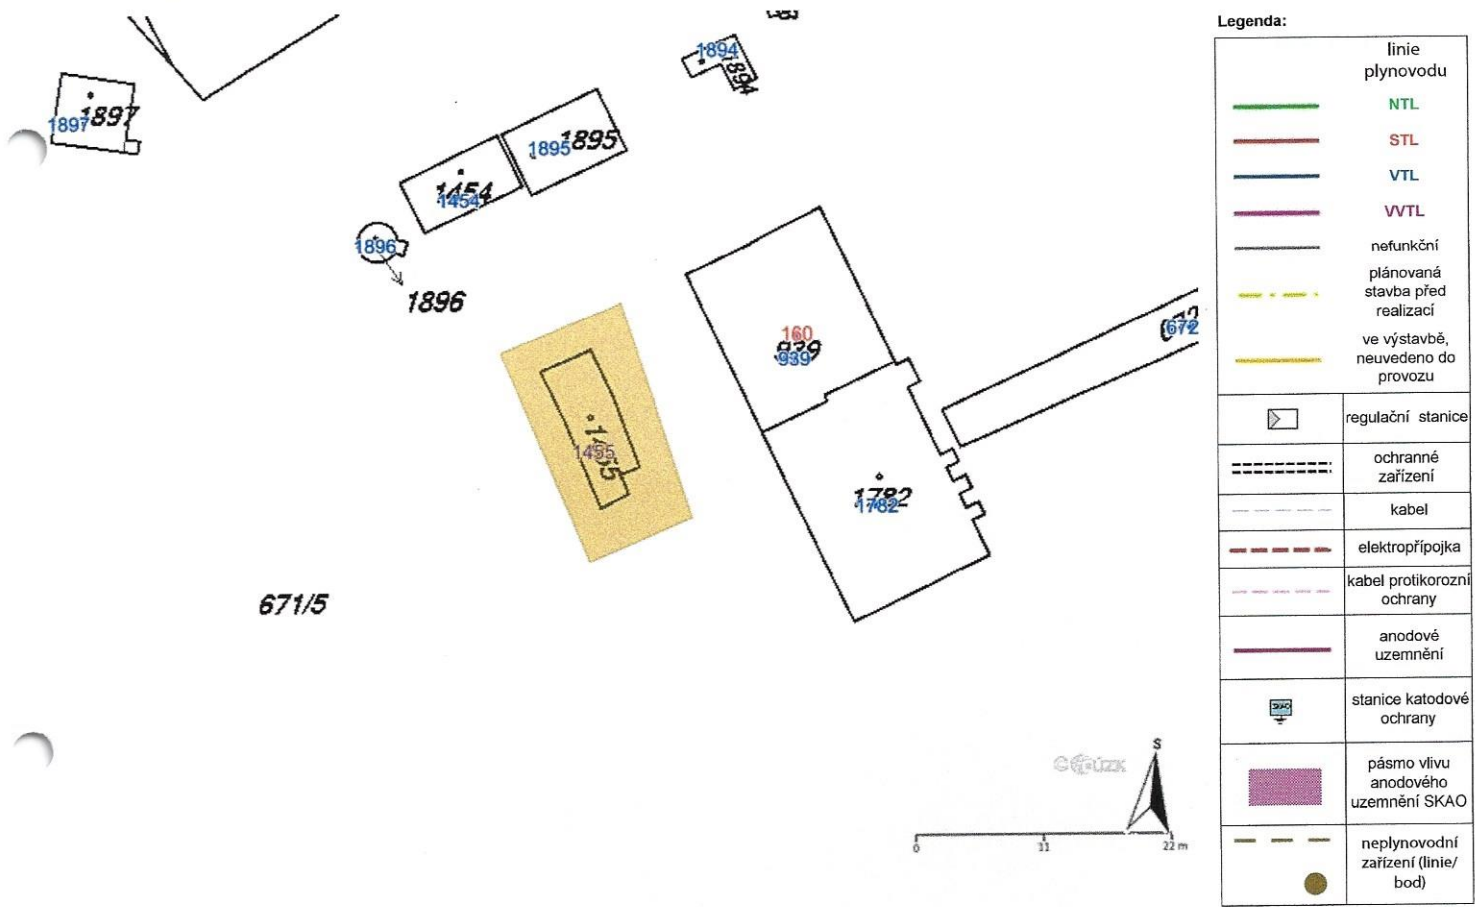 1894
1894
1897
1897
1895
1895
1454
1454
1896
1896
160
939
939
672
1455
1455
1782
1782
671/5
S
0
11
22 m
Legenda:
linie
plynovodu
NTL
STL
VTL
VVTL
nefunkční
plánovaná
stavba před
realizací
ve výstavbě,
neuvedeno do
provozu
regulační stanice
ochranné
zařízení
kabel
elektropřípojka
kabel protikorozní
ochrany
anodové
uzemnění
stanice katodové
ochrany
pásmo vlivu
anodového
uzemnění SKAO
neplynovodní
zařízení (linie/
bod)